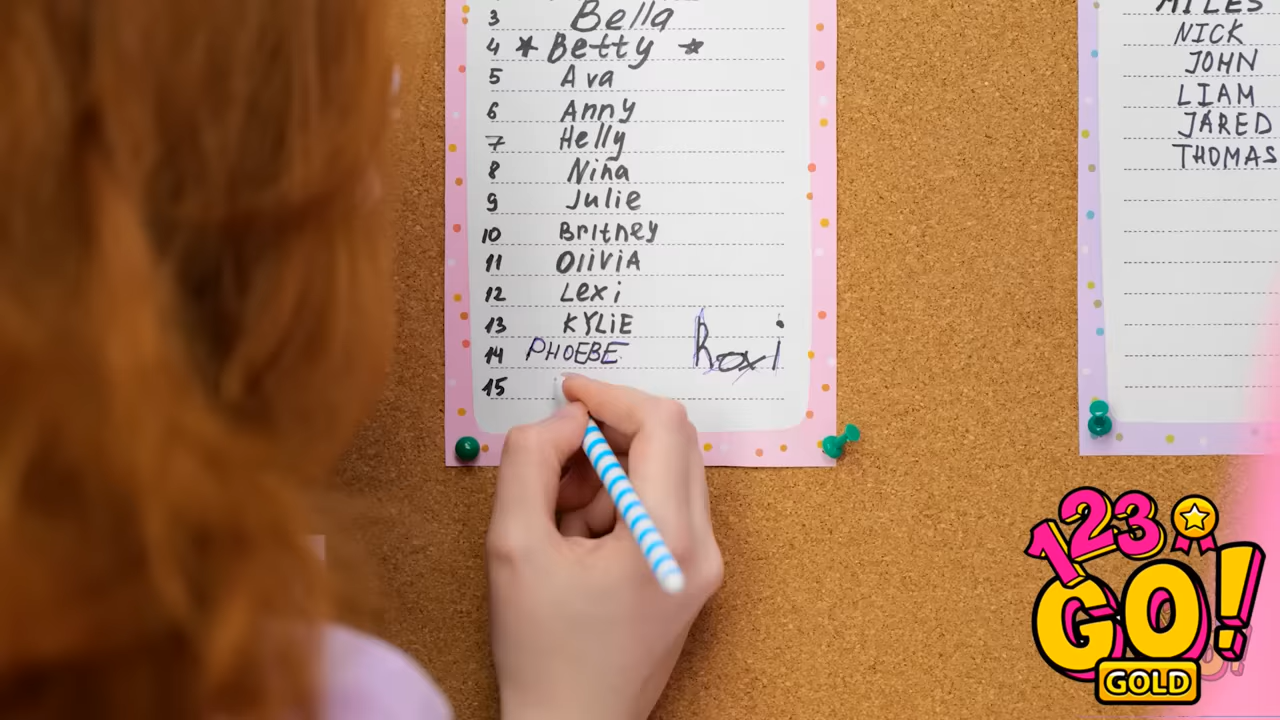 3 Bella
4 * Betty *
5 Ava
6 Anny
7 Helly
8 Nina
9 Julie
10 Britney
11 OliviA
12 Lexi
13 KYLiE
14 PHOEBE
Roxi
15
MILES
NICK
JOHN
LIAM
JARED
THOMAS
123
GO!
GOLD